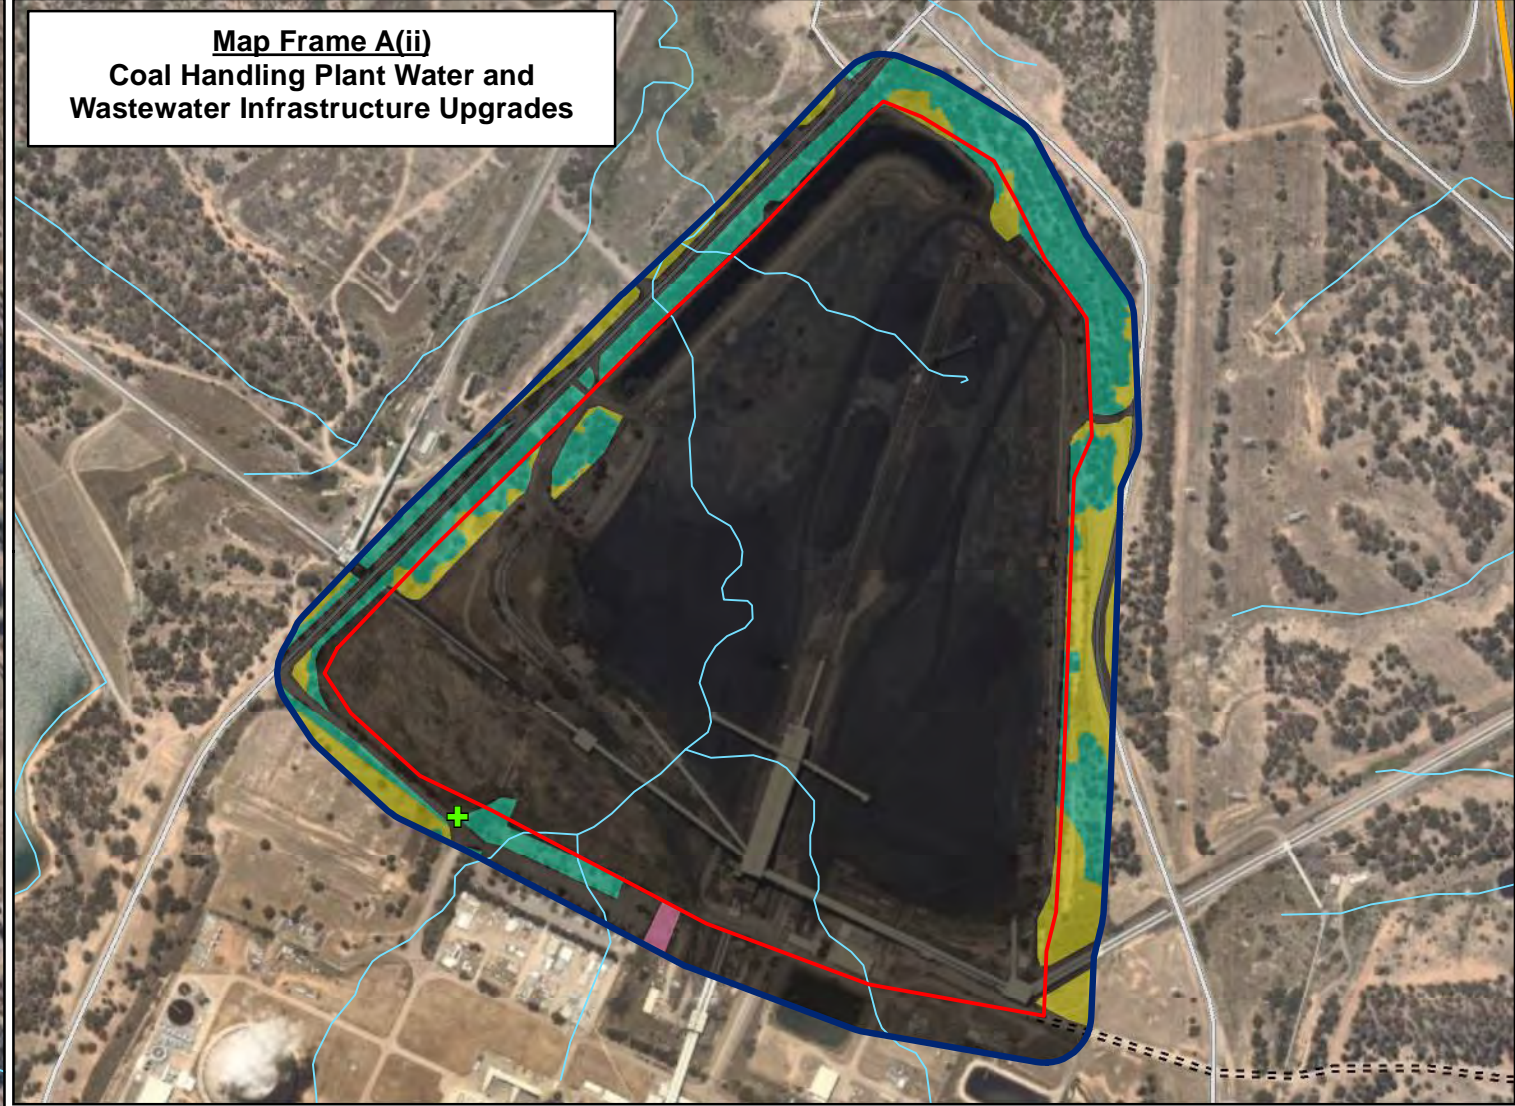 Map Frame A(ii)
Coal Handling Plant Water and
Wastewater Infrastructure Upgrades